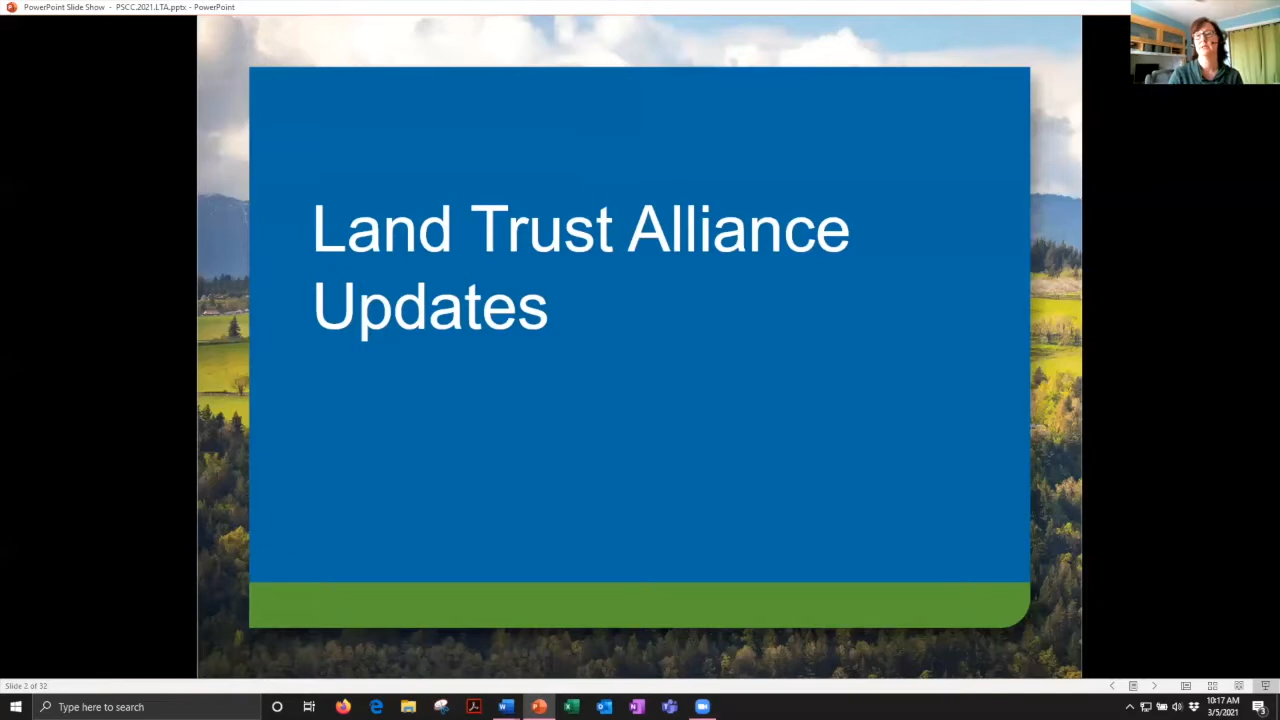 PowerPoint Slide Show - PSCC.2021.LTA.pptx - PowerPoint
Land Trust Alliance
Updates
Slide 2 of 32
Type here to search
10:17 AM
3/5/2021